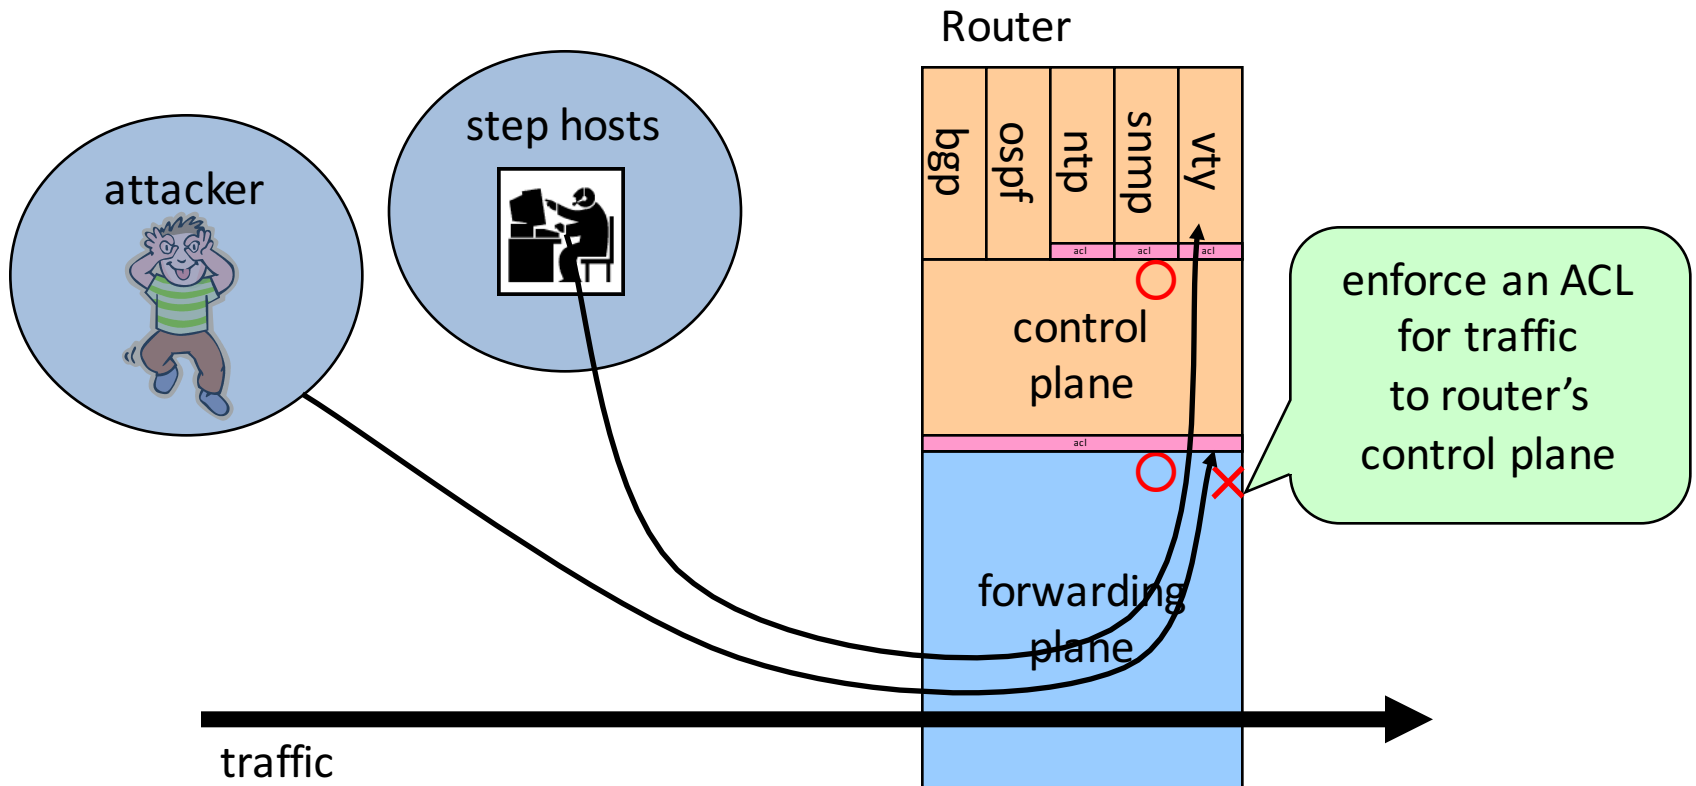 Router
step hosts
attacker
bgp
ospf
ntp
snmp
vty
acl
acl
acl
control
plane
acl
enforce an ACL
for traffic
to router’s
control plane
forwarding
plane
traffic